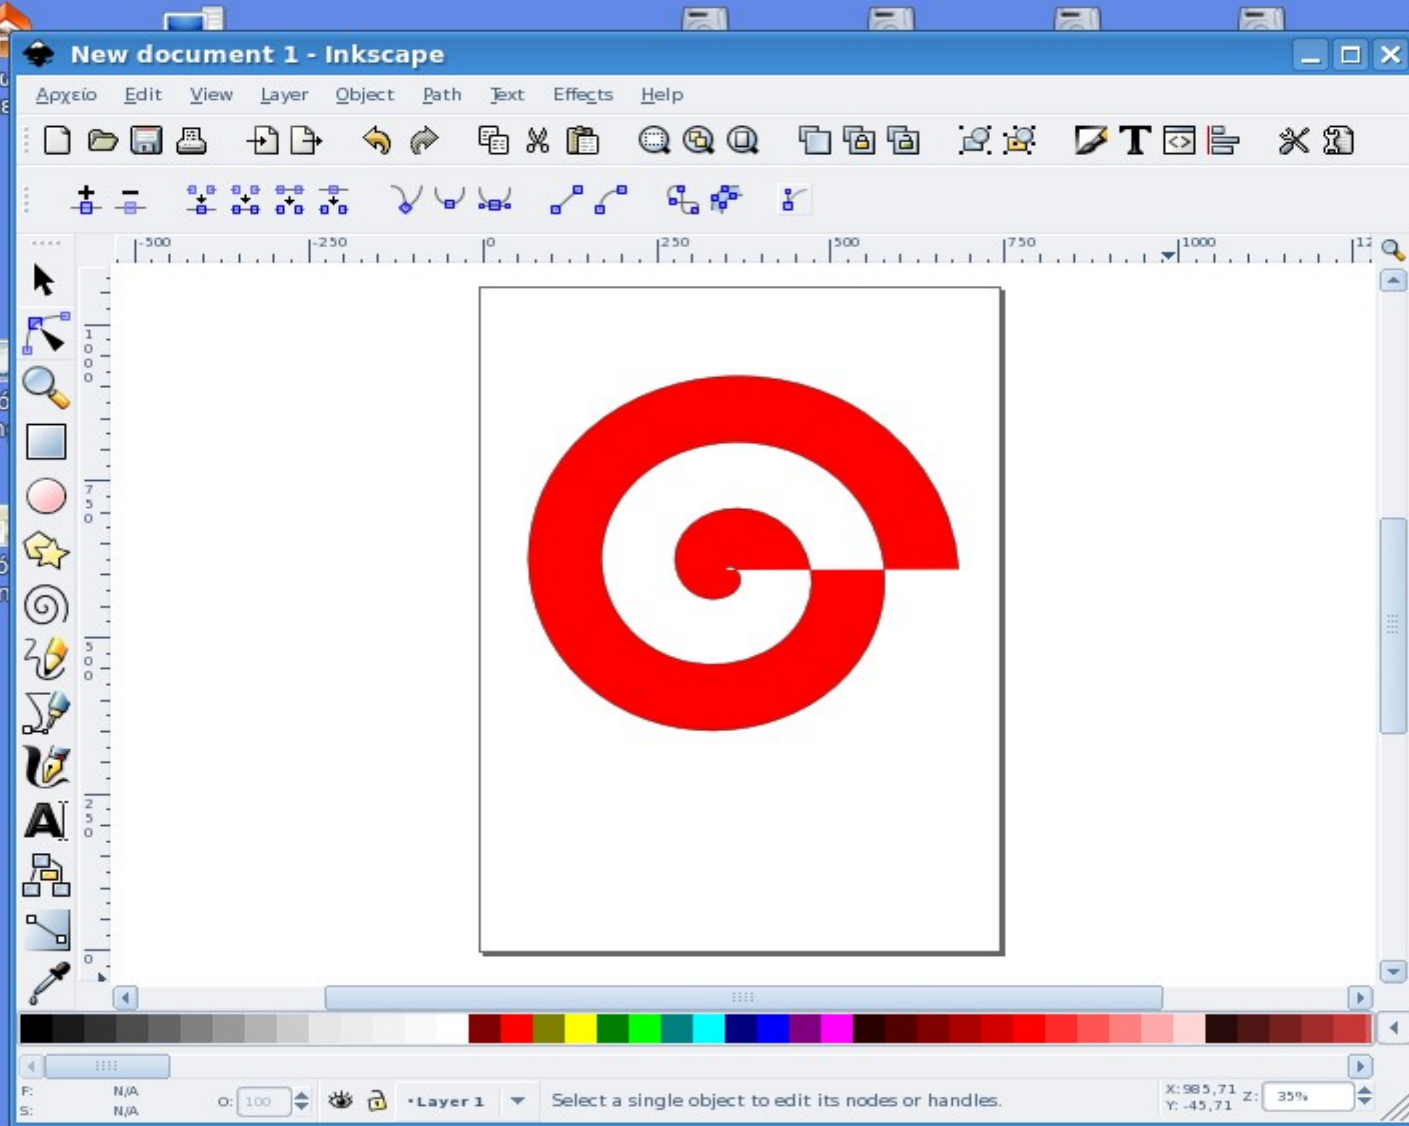 New document 1 - Inkscape
Αρχείο Edit View Layer Object Path Text Effects Help
-500 -250 0 250 500 750 1000 12
1000
750
500
250
0
F: N/A
S: N/A
O: 100
•Layer 1
Select a single object to edit its nodes or handles.
X: 985,71
Y: -45,71
Z: 35%